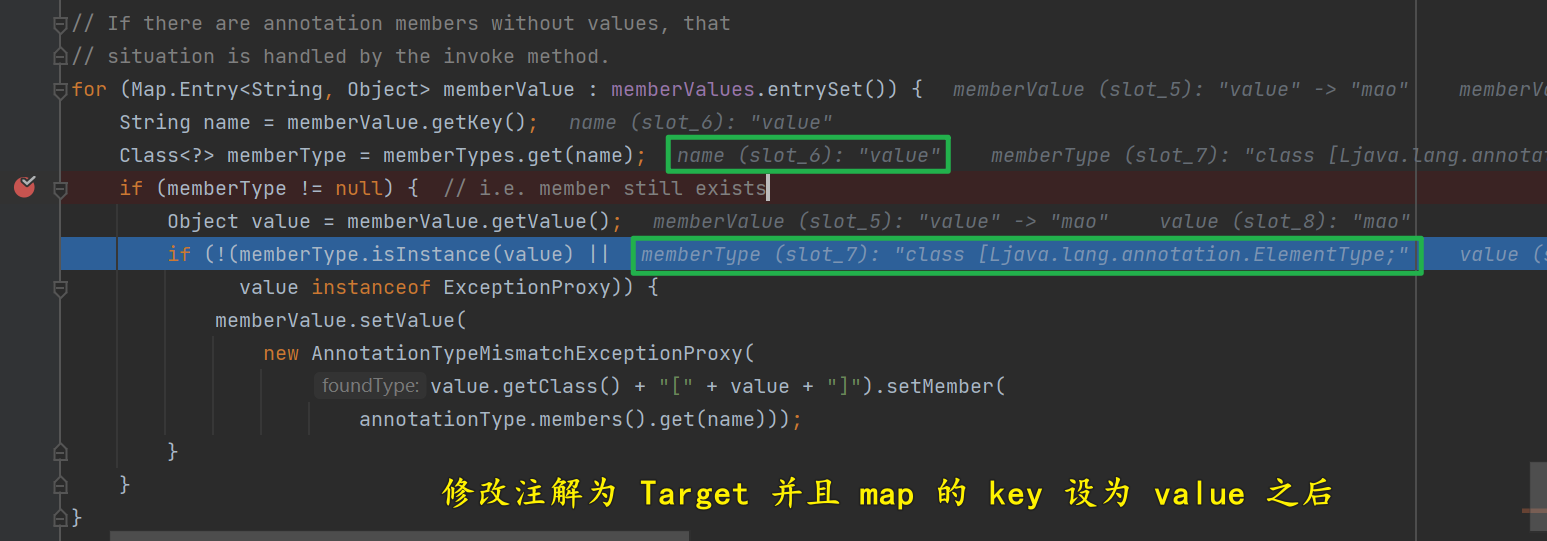 // If there are annotation members without values, that
// situation is handled by the invoke method.
for (Map.Entry<String, Object> memberValue : memberValues.entrySet()) {  memberValue (slot_5): "value" -> "mao"  memberVa
String name = memberValue.getKey();  name (slot_6): "value"
Class<?> memberType = memberTypes.get(name);  name (slot_6): "value"  memberType (slot_7): "class [Ljava.lang.annotat
if (memberType != null) {  // i.e. member still exists
Object value = memberValue.getValue();  memberValue (slot_5): "value" -> "mao"  value (slot_8): "mao"
if (!(memberType.isInstance(value) ||  memberType (slot_7): "class [Ljava.lang.annotation.ElementType;"  value (s
value instanceof ExceptionProxy)) {
memberValue.setValue(
new AnnotationTypeMismatchExceptionProxy(
foundType: value.getClass() + "[" + value + "]").setMember(
annotationType.members().get(name)));
}
}
修改注解为 Target 并且 map 的 key 设为 value 之后
}